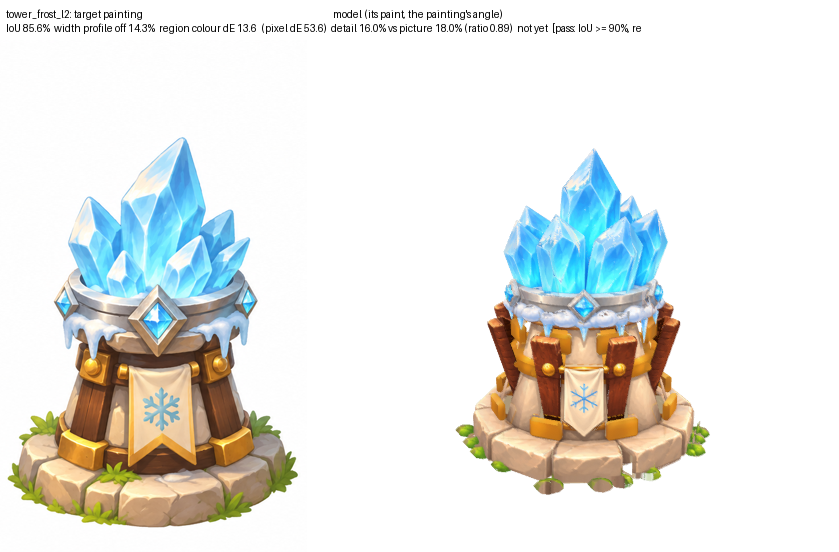 tower_frost_l2: target painting
model (its paint, the painting's angle)
IoU 85.6% width profile off 14.3% region colour dE 13.6 (pixel dE 53.6) detail 16.0% vs picture 18.0% (ratio 0.89) not yet [pass: IoU >= 90%, re